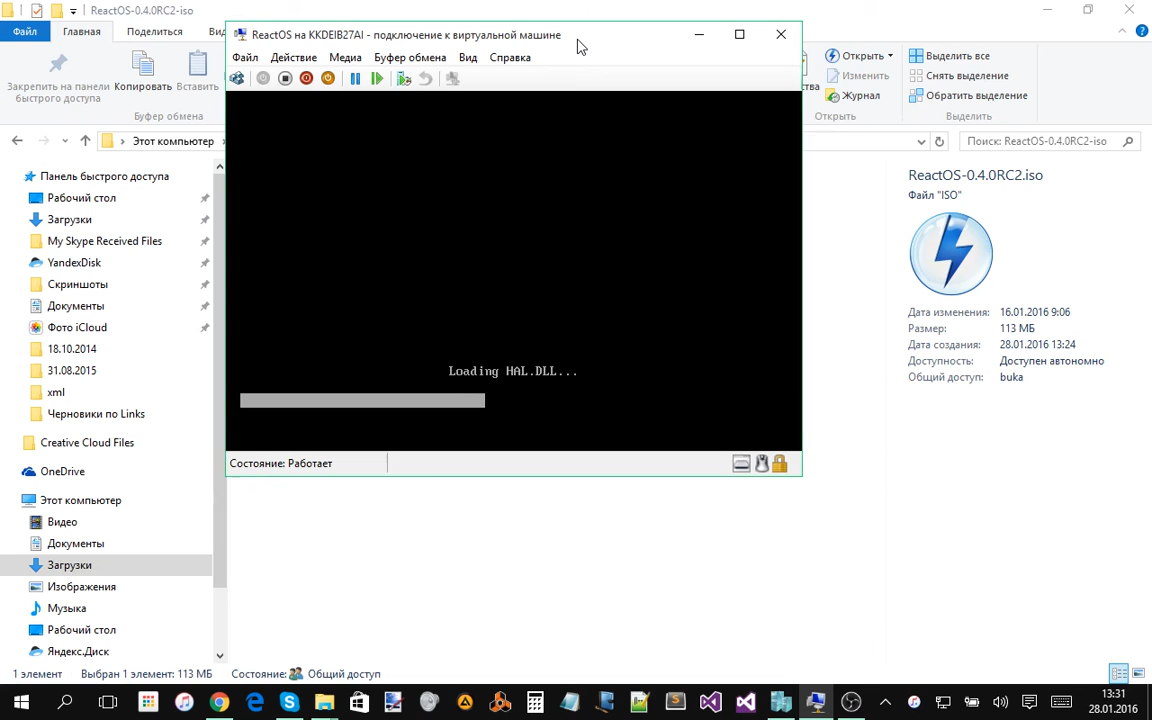 ReactOS-0.4.0RC2-iso
Файл
Главная
Поделиться
Ви
Закрепить на панели
быстрого доступа
Копировать
Вставить
Буфер обмена
ства
Открыть
Изменить
Журнал
Открыть
Выделить все
Снять выделение
Обратить выделение
Выделить
Этот компьютер
Поиск: ReactOS-0.4.0RC2-iso
ReactOS на KKDEIB27AI - подключение к виртуальной машине
Файл
Действие
Медиа
Буфер обмена
Вид
Справка
Loading HAL.DLL...
Состояние: Работает
Панель быстрого доступа
Рабочий стол
Загрузки
My Skype Received Files
YandexDisk
Скриншоты
Документы
Фото iCloud
18.10.2014
31.08.2015
xml
Черновики по Links
Creative Cloud Files
OneDrive
Этот компьютер
Видео
Документы
Загрузки
Изображения
Музыка
Рабочий стол
Яндекс.Диск
ReactOS-0.4.0RC2.iso
Файл "ISO"
Дата изменения: 16.01.2016 9:06
Размер: 113 МБ
Дата создания: 28.01.2016 13:24
Доступность: Доступен автономно
Общий доступ: buka
1 элемент
Выбран 1 элемент: 113 МБ
Состояние:
Общий доступ
13:31
28.01.2016